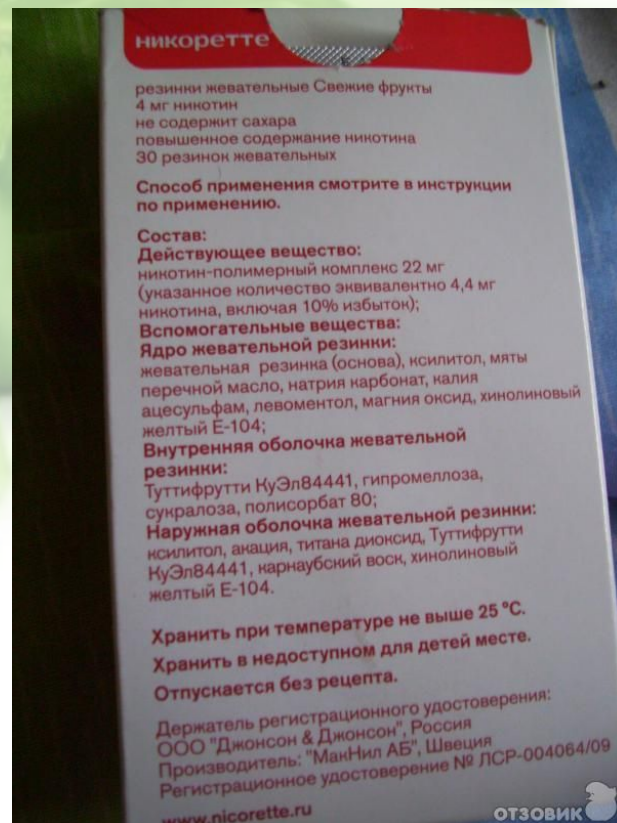 никоретте
резинки жевательные Свежие фрукты
4 мг никотин
не содержит сахара
повышенное содержание никотина
30 резинок жевательных
Способ применения смотрите в инструкции
по применению.
Состав:
Действующее вещество:
никотин-полимерный комплекс 22 мг
(указанное количество эквивалентно 4,4 мг
никотина, включая 10% избыток);
Вспомогательные вещества:
Ядро жевательной резинки:
жевательная резинка (основа), ксилитол, мяты
перечной масло, натрия карбонат, калия
ацесульфам, левоментол, магния оксид, хинолиновый
желтый Е-104;
Внутренняя оболочка жевательной
резинки:
Туттифрутти КуЭл84441, гипромеллоза,
сукралоза, полисорбат 80;
Наружная оболочка жевательной резинки:
ксилитол, акация, титана диоксид, Туттифрутти
КуЭл84441, карнаубский воск, хинолиновый
желтый Е-104.
Хранить при температуре не выше 25 °С.
Хранить в недоступном для детей месте.
Отпускается без рецепта.
Держатель регистрационного удостоверения:
ООО "Джонсон & Джонсон", Россия
Производитель: "МакНил АБ", Швеция
Регистрационное удостоверение № ЛСР-004064/09
www.nicorette.ru
ОТЗОВИК